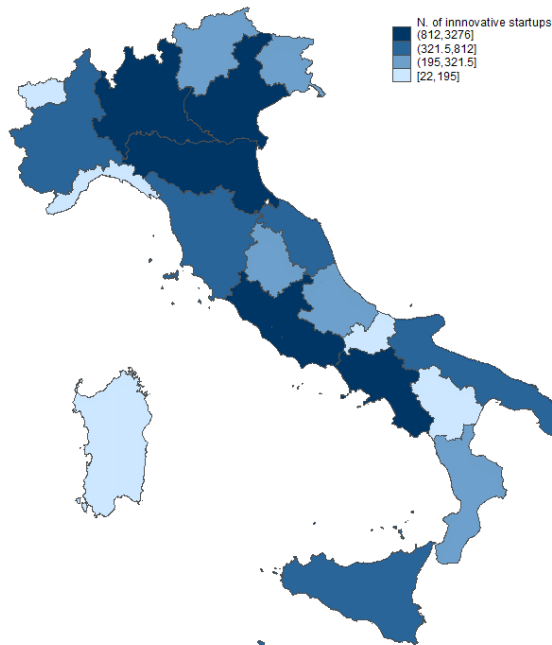 N. of innnovative startups
(812,3276]
(321.5,812]
(195,321.5]
[22,195]